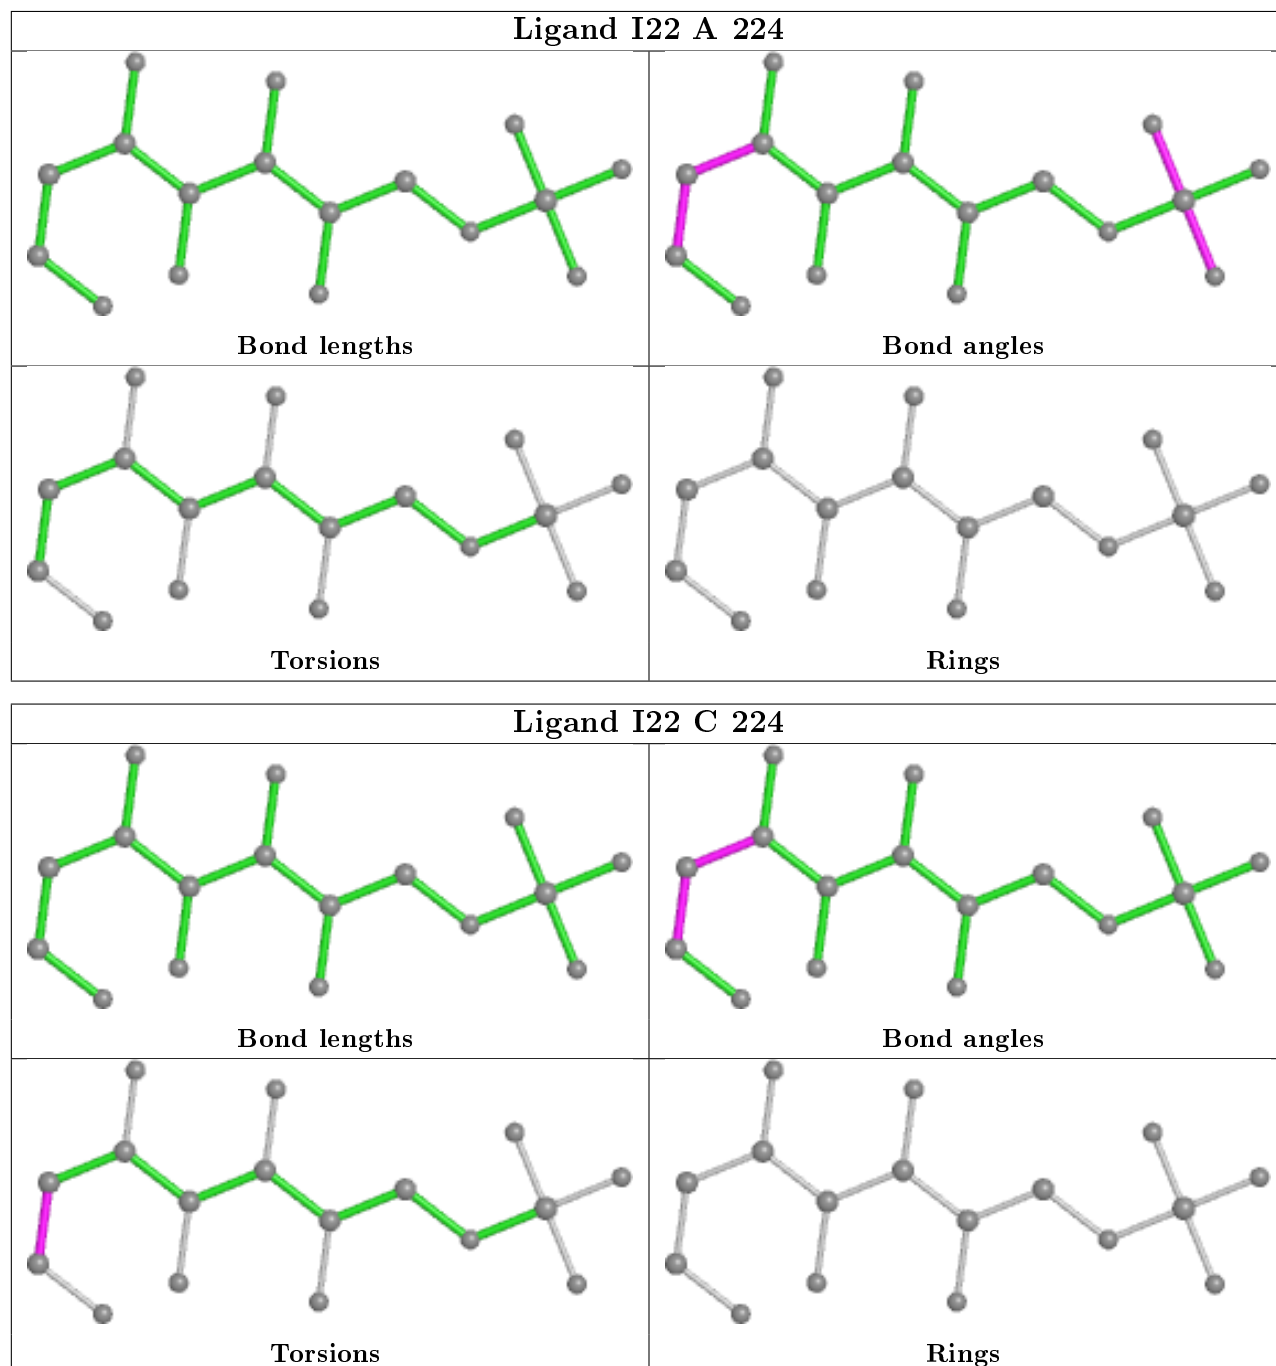 Ligand I22 A 224
Bond lengths
Bond angles
Torsions
Rings
Ligand I22 C 224
Bond lengths
Bond angles
Torsions
Rings